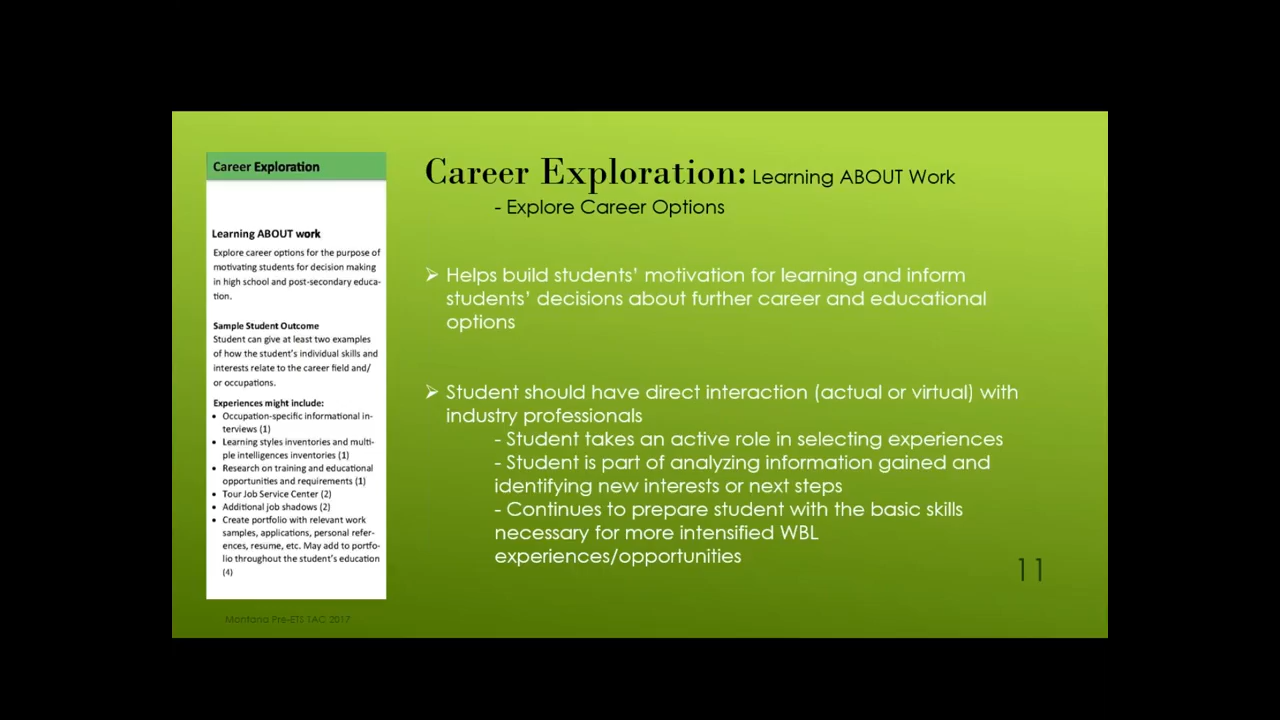 Career Exploration
Learning ABOUT work
Explore career options for the purpose of
motivating students for decision making
in high school and post-secondary educa-
tion.
Sample Student Outcome
Student can give at least two examples
of how the student's individual skills and
interests relate to the career field and/
or occupations.
Experiences might include:
• Occupation-specific informational in-
terviews (1)
• Learning styles inventories and multi-
ple intelligences inventories (1)
• Research on training and educational
opportunities and requirements (1)
• Tour Job Service Center (2)
• Additional job shadows (2)
• Create portfolio with relevant work
samples, applications, personal refer-
ences, resume, etc. May add to portfo-
lio throughout the student's education
(4)
Career Exploration: Learning ABOUT Work
- Explore Career Options
➢ Helps build students' motivation for learning and inform
students' decisions about further career and educational
options
➢ Student should have direct interaction (actual or virtual) with
industry professionals
- Student takes an active role in selecting experiences
- Student is part of analyzing information gained and
identifying new interests or next steps
- Continues to prepare student with the basic skills
necessary for more intensified WBL
experiences/opportunities
11
Montana Pre-ETS TAC 2017